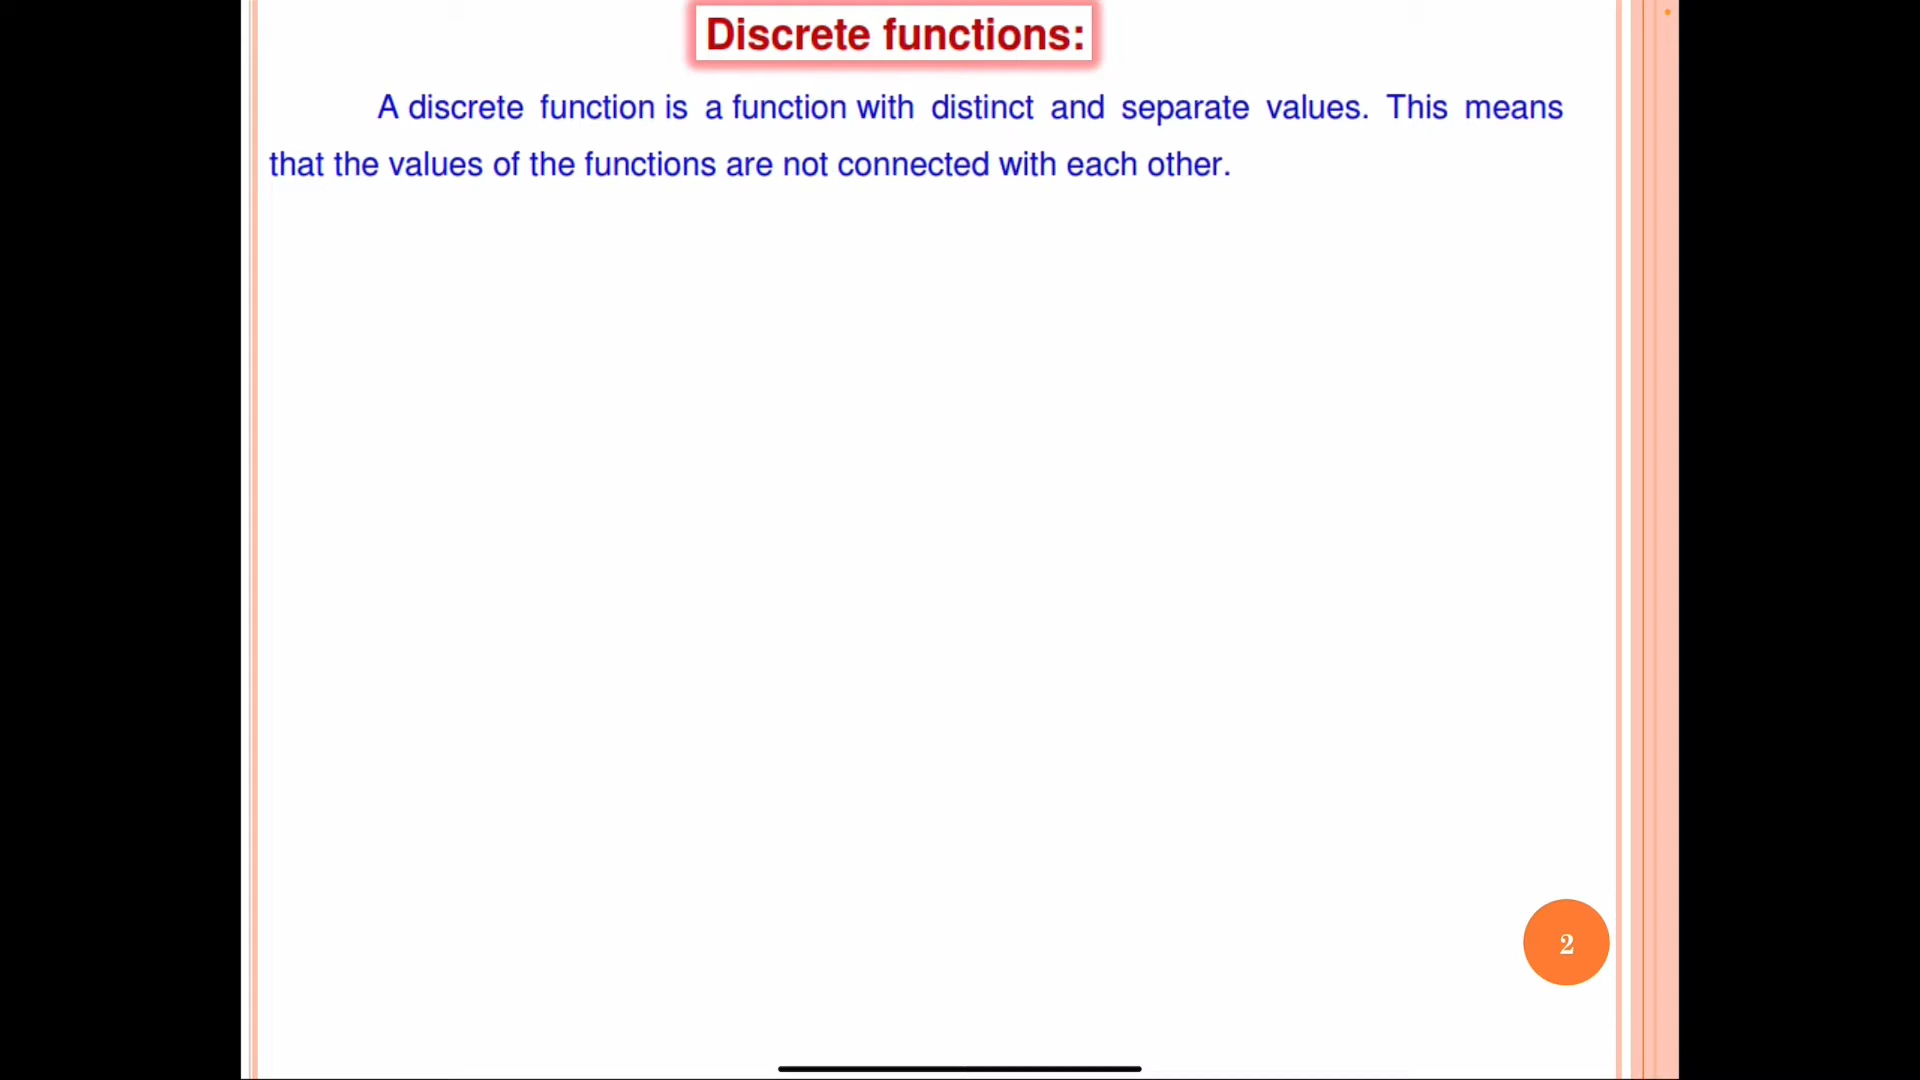 Discrete functions:
A discrete function is a function with distinct and separate values. This means
that the values of the functions are not connected with each other.
2